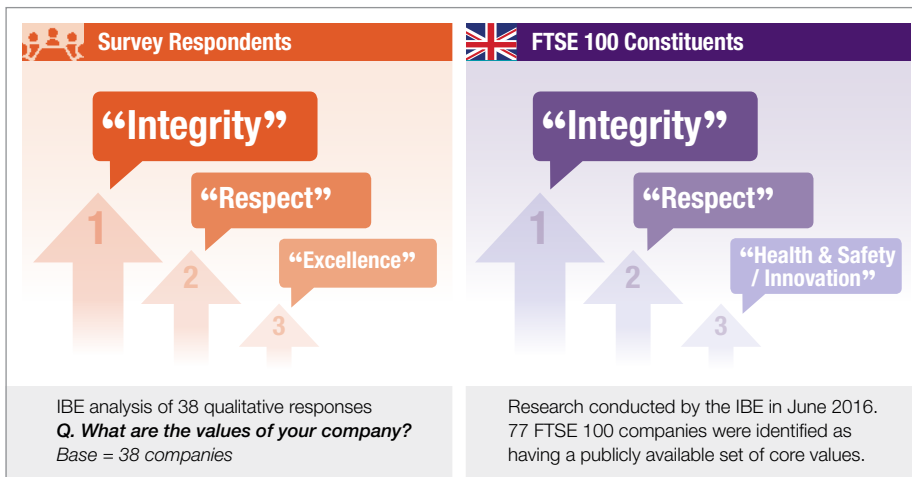 Survey Respondents
“Integrity”
1
“Respect”
2
“Excellence”
3
IBE analysis of 38 qualitative responses
Q. What are the values of your company?
Base = 38 companies
FTSE 100 Constituents
“Integrity”
1
“Respect”
2
“Health & Safety
/ Innovation”
3
Research conducted by the IBE in June 2016.
77 FTSE 100 companies were identified as
having a publicly available set of core values.